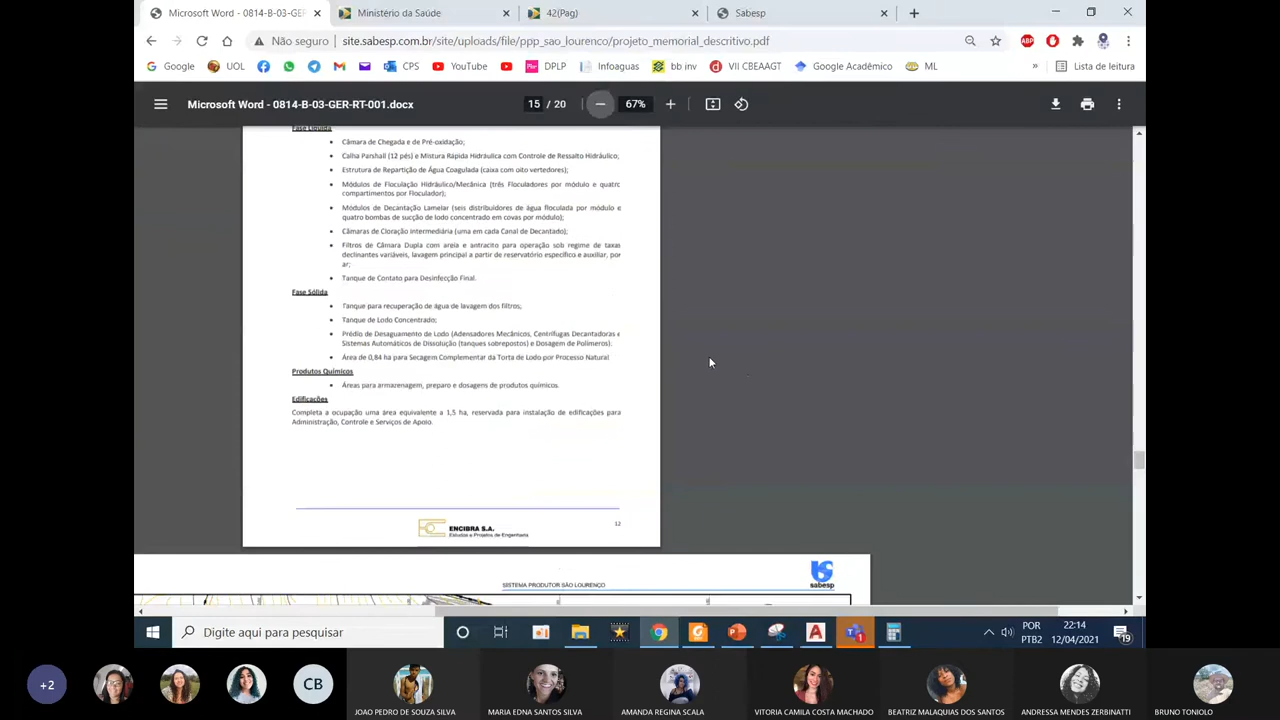 Microsoft Word - 0814-B-03-GER-
Ministério da Saúde
42(Pag)
Sabesp
Não seguro
site.sabesp.com.br/site/uploads/file/ppp_sao_lourenco/projeto_memorial_descritivo.pdf
Google
UOL
CPS
YouTube
DPLP
Infoaguas
bb inv
VII CBEAAGT
Google Acadêmico
ML
»
Lista de leitura
Microsoft Word - 0814-B-03-GER-RT-001.docx
15 / 20
67%
Fase Líquida
• Câmara de Chegada e de Pré-oxidação;
• Calha Parshall (12 pés) e Mistura Rápida Hidráulica com Controle de Ressalto Hidráulico;
• Estrutura de Repartição de Água Coagulada (caixa com oito vertedores);
• Módulos de Floculação Hidráulico/Mecânica (três Floculadores por módulo e quatro
compartimentos por Floculador);
• Módulos de Decantação Lamelar (seis distribuidores de água floculada por módulo e
quatro bombas de sucção de lodo concentrado em covas por módulo);
• Câmaras de Cloração Intermediária (uma em cada Canal de Decantado);
• Filtros de Câmara Dupla com areia e antracito para operação sob regime de taxas
declinantes variáveis, lavagem principal a partir de reservatório específico e auxiliar, por
ar;
• Tanque de Contato para Desinfecção Final.
Fase Sólida
• Tanque para recuperação de água de lavagem dos filtros;
• Tanque de Lodo Concentrado;
• Prédio de Desaguamento de Lodo (Adensadores Mecânicos, Centrífugas Decantadoras e
Sistemas Automáticos de Dissolução (tanques sobrepostos) e Dosagem de Polímeros).
• Área de 0,84 ha para Secagem Complementar da Torta de Lodo por Processo Natural
Produtos Químicos
• Áreas para armazenagem, preparo e dosagens de produtos químicos.
Edificações
Completa a ocupação uma área equivalente a 1,5 ha, reservada para instalação de edificações para
Administração, Controle e Serviços de Apoio.
12
ENCIBRA S.A.
Estudos e Projetos de Engenharia
SISTEMA PRODUTOR SÃO LOURENÇO
sabesp
Digite aqui para pesquisar
POR
PTB2
22:14
12/04/2021
19
+2
CB
JOAO PEDRO DE SOUZA SILVA
MARIA EDNA SANTOS SILVA
AMANDA REGINA SCALA
VITORIA CAMILA COSTA MACHADO
BEATRIZ MALAQUIAS DOS SANTOS
ANDRESSA MENDES ZERBINATTI
BRUNO TONIOLO